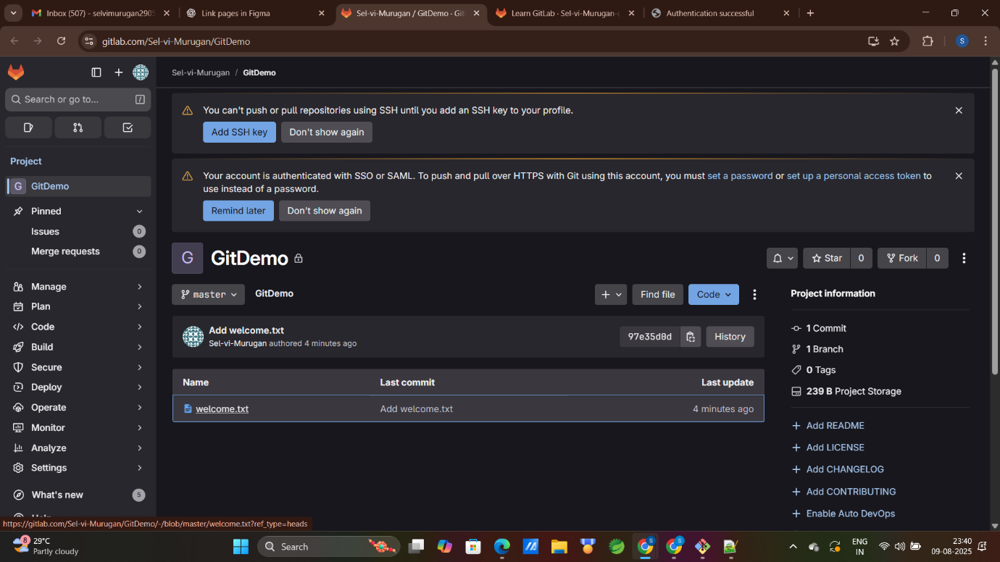 Inbox (507) - selvimurugan2905
Link pages in Figma
Sel-vi-Murugan / GitDemo · Git
Learn GitLab · Sel-vi-Murugan-g
Authentication successful
gitlab.com/Sel-vi-Murugan/GitDemo
S
Search or go to...
/
Project
G GitDemo
Pinned
Issues 0
Merge requests 0
Manage
Plan
Code
Build
Secure
Deploy
Operate
Monitor
Analyze
Settings
What's new 5
Sel-vi-Murugan / GitDemo
You can't push or pull repositories using SSH until you add an SSH key to your profile.
Add SSH key Don't show again
Your account is authenticated with SSO or SAML. To push and pull over HTTPS with Git using this account, you must set a password or set up a personal access token to
use instead of a password.
Remind later Don't show again
G GitDemo
Star 0 Fork 0
master GitDemo
Find file Code
Add welcome.txt
Sel-vi-Murugan authored 4 minutes ago
97e35d0d History
Name Last commit Last update
welcome.txt Add welcome.txt 4 minutes ago
Project information
1 Commit
1 Branch
0 Tags
239 B Project Storage
Add README
Add LICENSE
Add CHANGELOG
Add CONTRIBUTING
Enable Auto DevOps
https://gitlab.com/Sel-vi-Murugan/GitDemo/-/blob/master/welcome.txt?ref_type=heads
8
29°C
Partly cloudy
Search
S
S
ENG
IN
23:40
09-08-2025